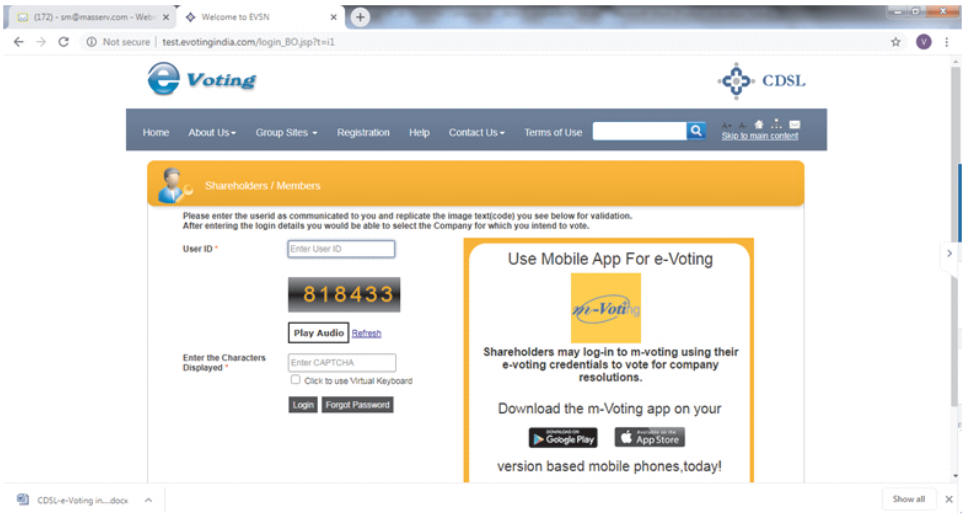 (172) - sm@masserv.com - Web
Welcome to EVSN
Not secure | test.evotingindia.com/login_BO.jsp?t=i1
V
e Voting
CDSL
Home About Us Group Sites Registration Help Contact Us Terms of Use
A+ A-
Skip to main content
Shareholders / Members
Please enter the userid as communicated to you and replicate the image text(code) you see below for validation.
After entering the login details you would be able to select the Company for which you intend to vote.
User ID *
Enter User ID
818433
Play Audio Refresh
Enter the Characters
Displayed *
Enter CAPTCHA
Click to use Virtual Keyboard
Login Forgot Password
Use Mobile App For e-Voting
m-Voting
Shareholders may log-in to m-voting using their
e-voting credentials to vote for company
resolutions.
Download the m-Voting app on your
DOWNLOAD ON
Google Play
Available on the
App Store
version based mobile phones,today!
CDSL-e-Voting in....docx
Show all